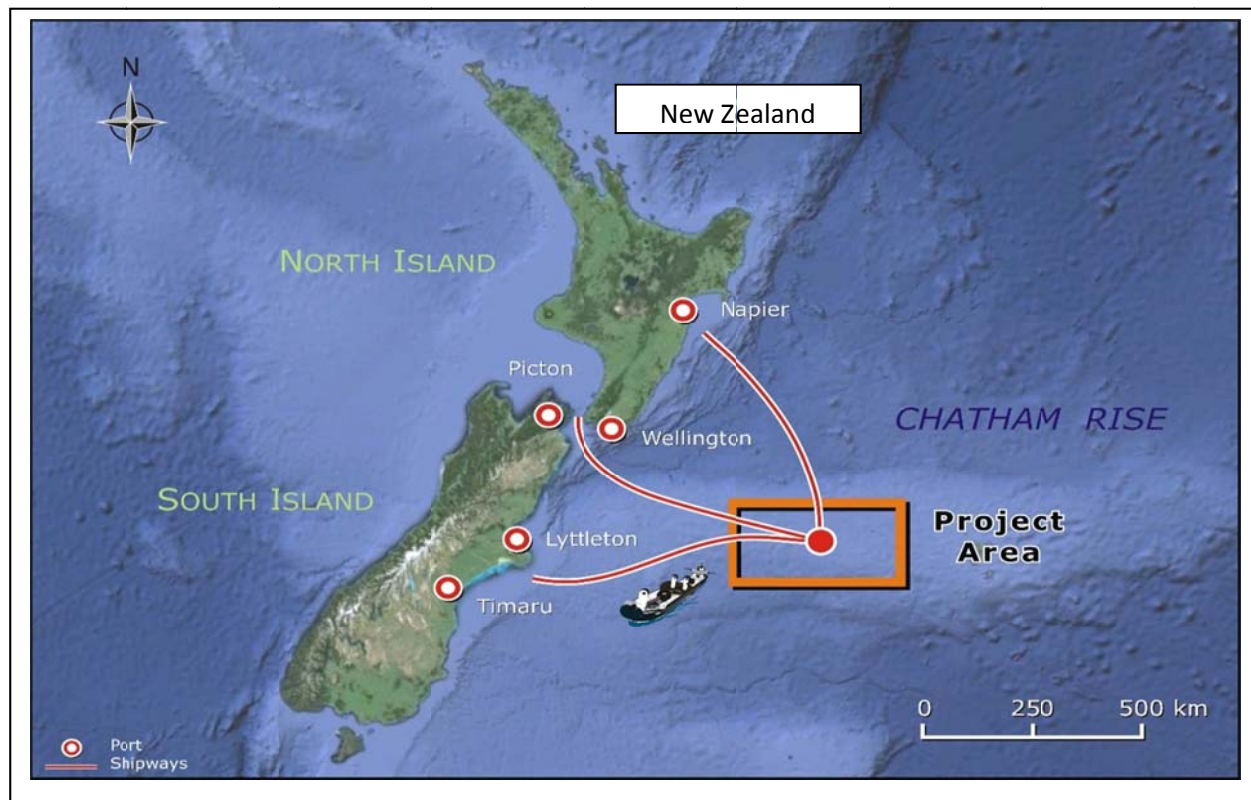 N
New Zealand
NORTH ISLAND
Napier
Picton
CHATHAM RISE
Wellington
SOUTH ISLAND
Project
Area
Lyttleton
Timaru
0 250 500 km
Port
Shipways